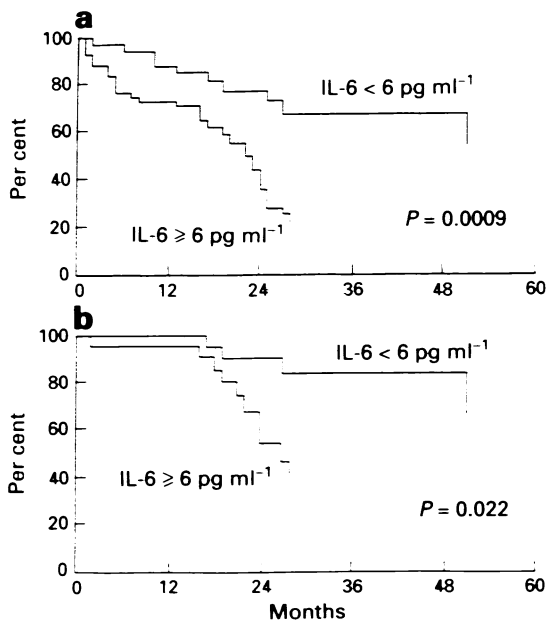 a
100
80
60
40
20
0
Per cent
IL-6 < 6 pg ml⁻¹
IL-6 ⩾ 6 pg ml⁻¹
P = 0.0009
0 12 24 36 48 60
b
100
80
60
40
20
0
Per cent
IL-6 < 6 pg ml⁻¹
IL-6 ⩾ 6 pg ml⁻¹
P = 0.022
0 12 24 36 48 60
Months